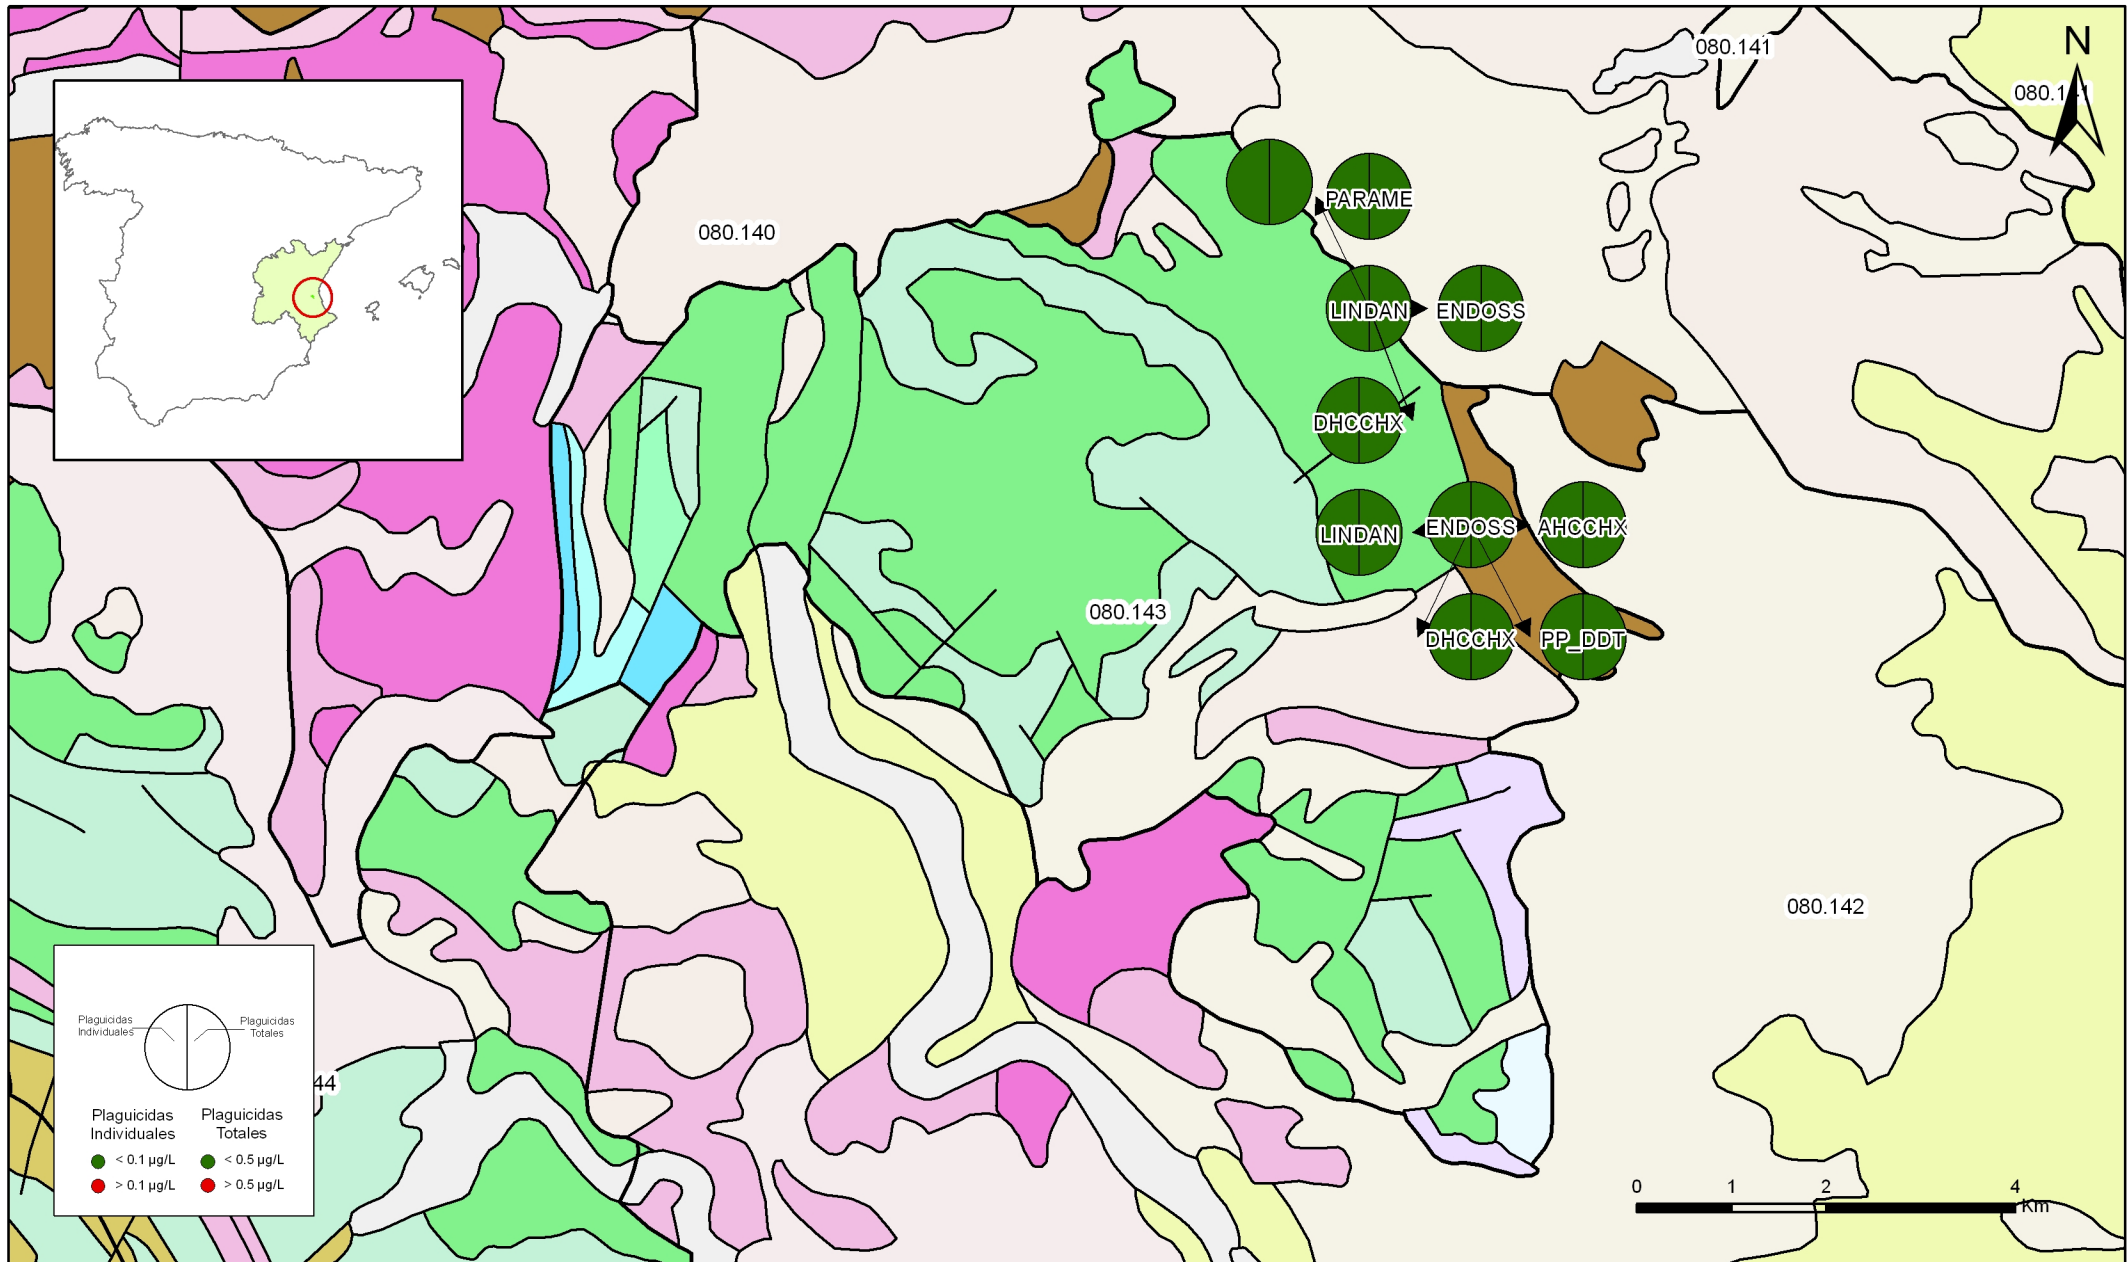 080.141
N
080.141
PARAME
080.140
LINDAN
ENDOSS
DHCCHX
LINDAN
ENDOSS
AHCCHX
080.143
DHCCHX
PP_DDT
080.142
Plaguicidas
Individuales
Plaguicidas
Totales
44
Plaguicidas
Individuales
Plaguicidas
Totales
< 0.1 µg/L
< 0.5 µg/L
> 0.1 µg/L
> 0.5 µg/L
0 1 2 4
Km